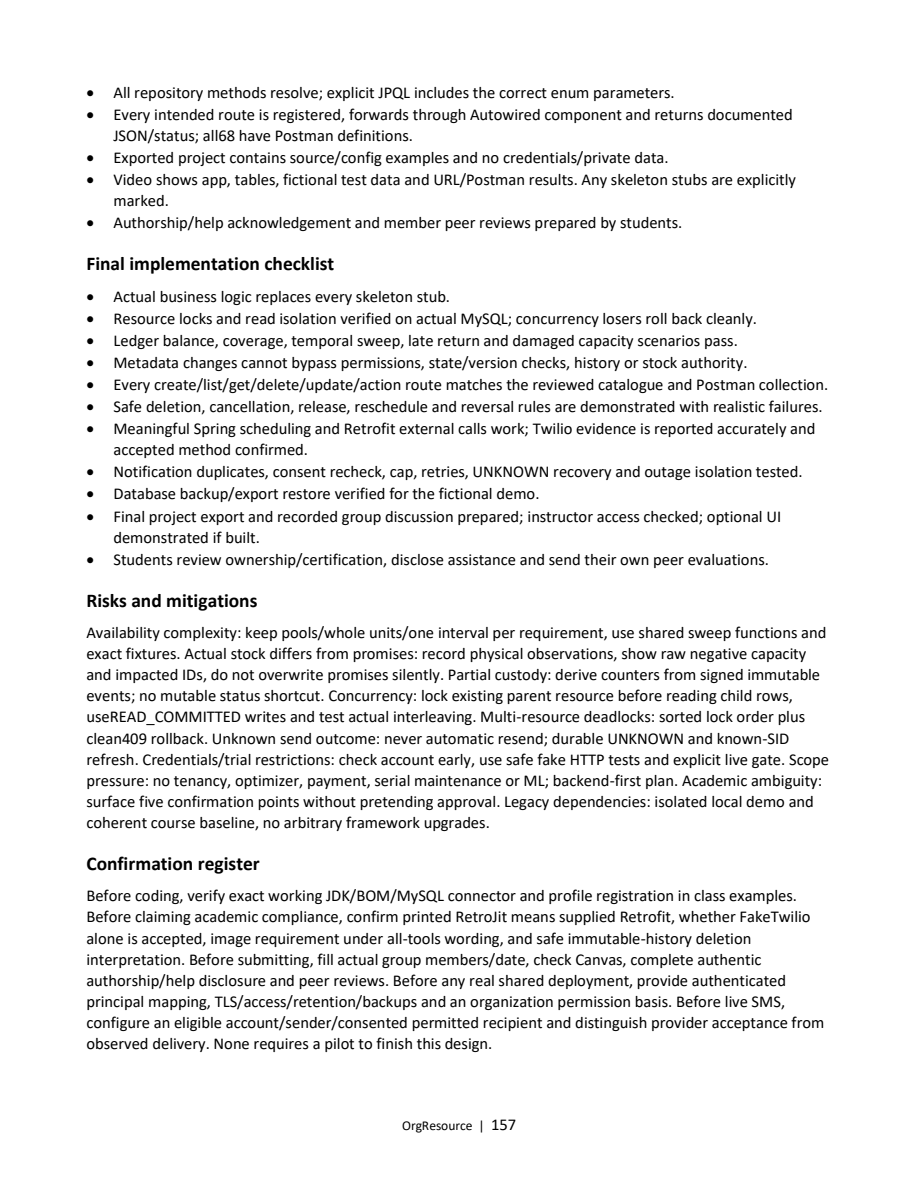 • All repository methods resolve; explicit JPQL includes the correct enum parameters.
• Every intended route is registered, forwards through Autowired component and returns documented
JSON/status; all68 have Postman definitions.
• Exported project contains source/config examples and no credentials/private data.
• Video shows app, tables, fictional test data and URL/Postman results. Any skeleton stubs are explicitly
marked.
• Authorship/help acknowledgement and member peer reviews prepared by students.
Final implementation checklist
• Actual business logic replaces every skeleton stub.
• Resource locks and read isolation verified on actual MySQL; concurrency losers roll back cleanly.
• Ledger balance, coverage, temporal sweep, late return and damaged capacity scenarios pass.
• Metadata changes cannot bypass permissions, state/version checks, history or stock authority.
• Every create/list/get/delete/update/action route matches the reviewed catalogue and Postman collection.
• Safe deletion, cancellation, release, reschedule and reversal rules are demonstrated with realistic failures.
• Meaningful Spring scheduling and Retrofit external calls work; Twilio evidence is reported accurately and
accepted method confirmed.
• Notification duplicates, consent recheck, cap, retries, UNKNOWN recovery and outage isolation tested.
• Database backup/export restore verified for the fictional demo.
• Final project export and recorded group discussion prepared; instructor access checked; optional UI
demonstrated if built.
• Students review ownership/certification, disclose assistance and send their own peer evaluations.
Risks and mitigations
Availability complexity: keep pools/whole units/one interval per requirement, use shared sweep functions and
exact fixtures. Actual stock differs from promises: record physical observations, show raw negative capacity
and impacted IDs, do not overwrite promises silently. Partial custody: derive counters from signed immutable
events; no mutable status shortcut. Concurrency: lock existing parent resource before reading child rows,
useREAD_COMMITTED writes and test actual interleaving. Multi-resource deadlocks: sorted lock order plus
clean409 rollback. Unknown send outcome: never automatic resend; durable UNKNOWN and known-SID
refresh. Credentials/trial restrictions: check account early, use safe fake HTTP tests and explicit live gate. Scope
pressure: no tenancy, optimizer, payment, serial maintenance or ML; backend-first plan. Academic ambiguity:
surface five confirmation points without pretending approval. Legacy dependencies: isolated local demo and
coherent course baseline, no arbitrary framework upgrades.
Confirmation register
Before coding, verify exact working JDK/BOM/MySQL connector and profile registration in class examples.
Before claiming academic compliance, confirm printed RetroJit means supplied Retrofit, whether FakeTwilio
alone is accepted, image requirement under all-tools wording, and safe immutable-history deletion
interpretation. Before submitting, fill actual group members/date, check Canvas, complete authentic
authorship/help disclosure and peer reviews. Before any real shared deployment, provide authenticated
principal mapping, TLS/access/retention/backups and an organization permission basis. Before live SMS,
configure an eligible account/sender/consented permitted recipient and distinguish provider acceptance from
observed delivery. None requires a pilot to finish this design.
OrgResource | 157